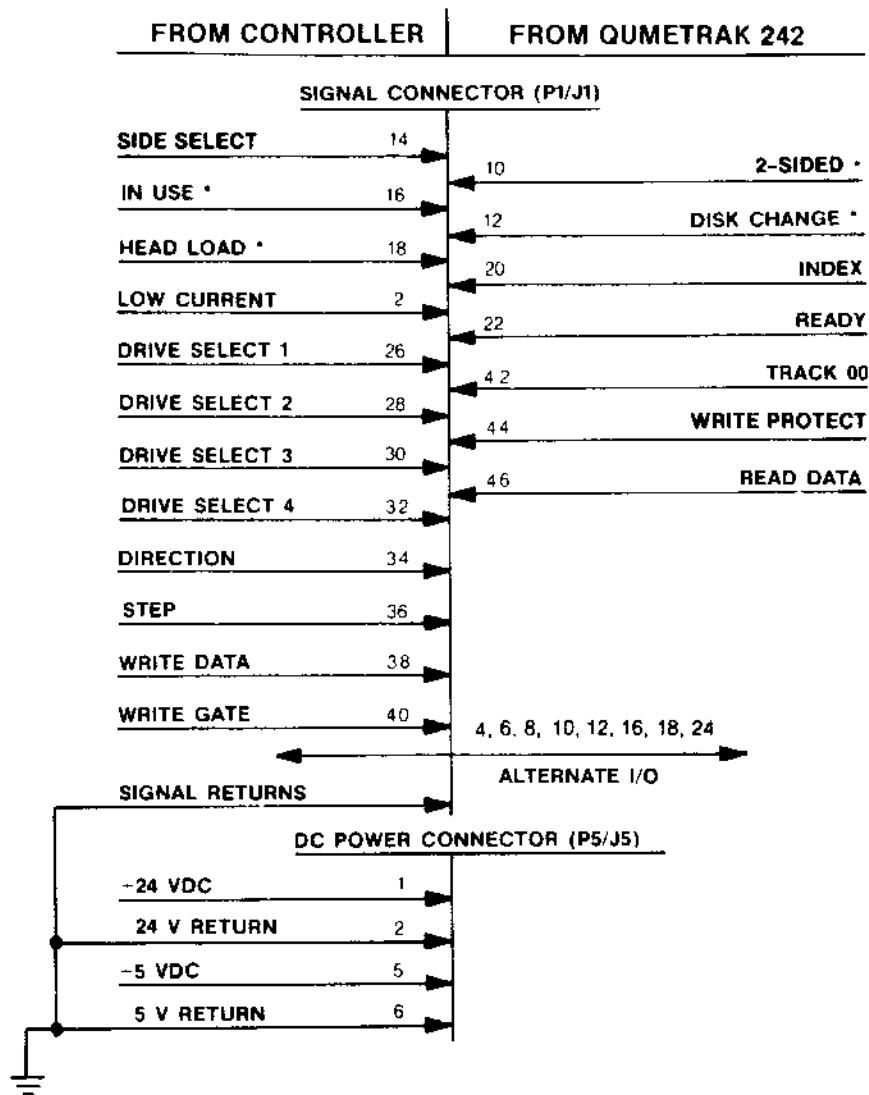 FROM CONTROLLER FROM QUMETRAK 242
SIGNAL CONNECTOR (P1/J1)
SIDE SELECT 14
10 2-SIDED *
IN USE * 16
12 DISK CHANGE *
HEAD LOAD * 18
20 INDEX
LOW CURRENT 2
22 READY
DRIVE SELECT 1 26
42 TRACK 00
DRIVE SELECT 2 28
44 WRITE PROTECT
DRIVE SELECT 3 30
46 READ DATA
DRIVE SELECT 4 32
DIRECTION 34
STEP 36
WRITE DATA 38
WRITE GATE 40
4, 6. 8, 10, 12, 16, 18, 24
ALTERNATE I/O
SIGNAL RETURNS
DC POWER CONNECTOR (P5/J5)
-24 VDC 1
24 V RETURN 2
-5 VDC 5
5 V RETURN 6